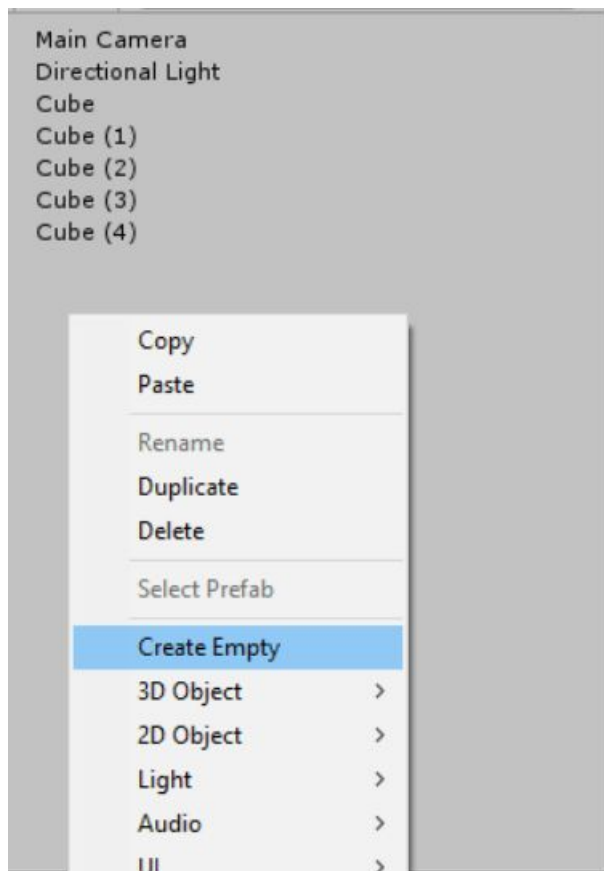 Main Camera
Directional Light
Cube
Cube (1)
Cube (2)
Cube (3)
Cube (4)
Copy
Paste
Rename
Duplicate
Delete
Select Prefab
Create Empty
3D Object
2D Object
Light
Audio
UI